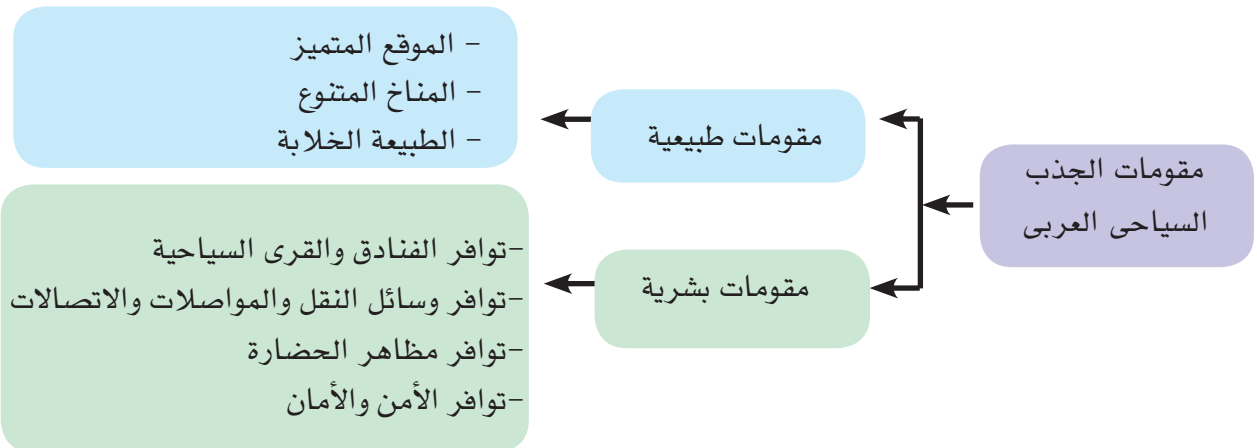 مقومات الجذب
السياحى العربى
مقومات طبيعية
- الموقع المتميز
- المناخ المتنوع
- الطبيعة الخلابة
مقومات بشرية
-توافر الفنادق والقرى السياحية
-توافر وسائل النقل والمواصلات والاتصالات
-توافر مظاهر الحضارة
-توافر الأمن والأمان